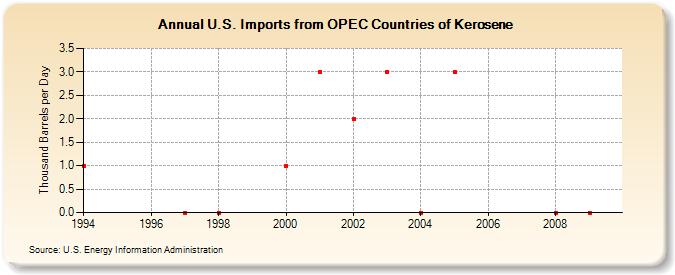 Annual U.S. Imports from OPEC Countries of Kerosene
Thousand Barrels per Day
3.5
3.0
2.5
2.0
1.5
1.0
0.5
0.0
1994 1996 1998 2000 2002 2004 2006 2008
Source: U.S. Energy Information Administration